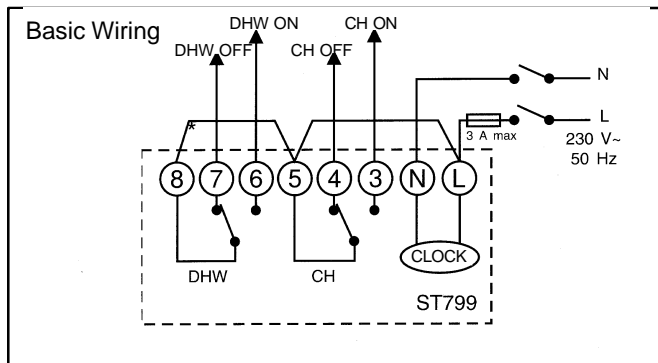 Basic Wiring
DHW ON
CH ON
DHW OFF
CH OFF
N
*
L
3 A max
230 V~
50 Hz
8 7 6 5 4 3 N L
CLOCK
DHW
CH
ST799